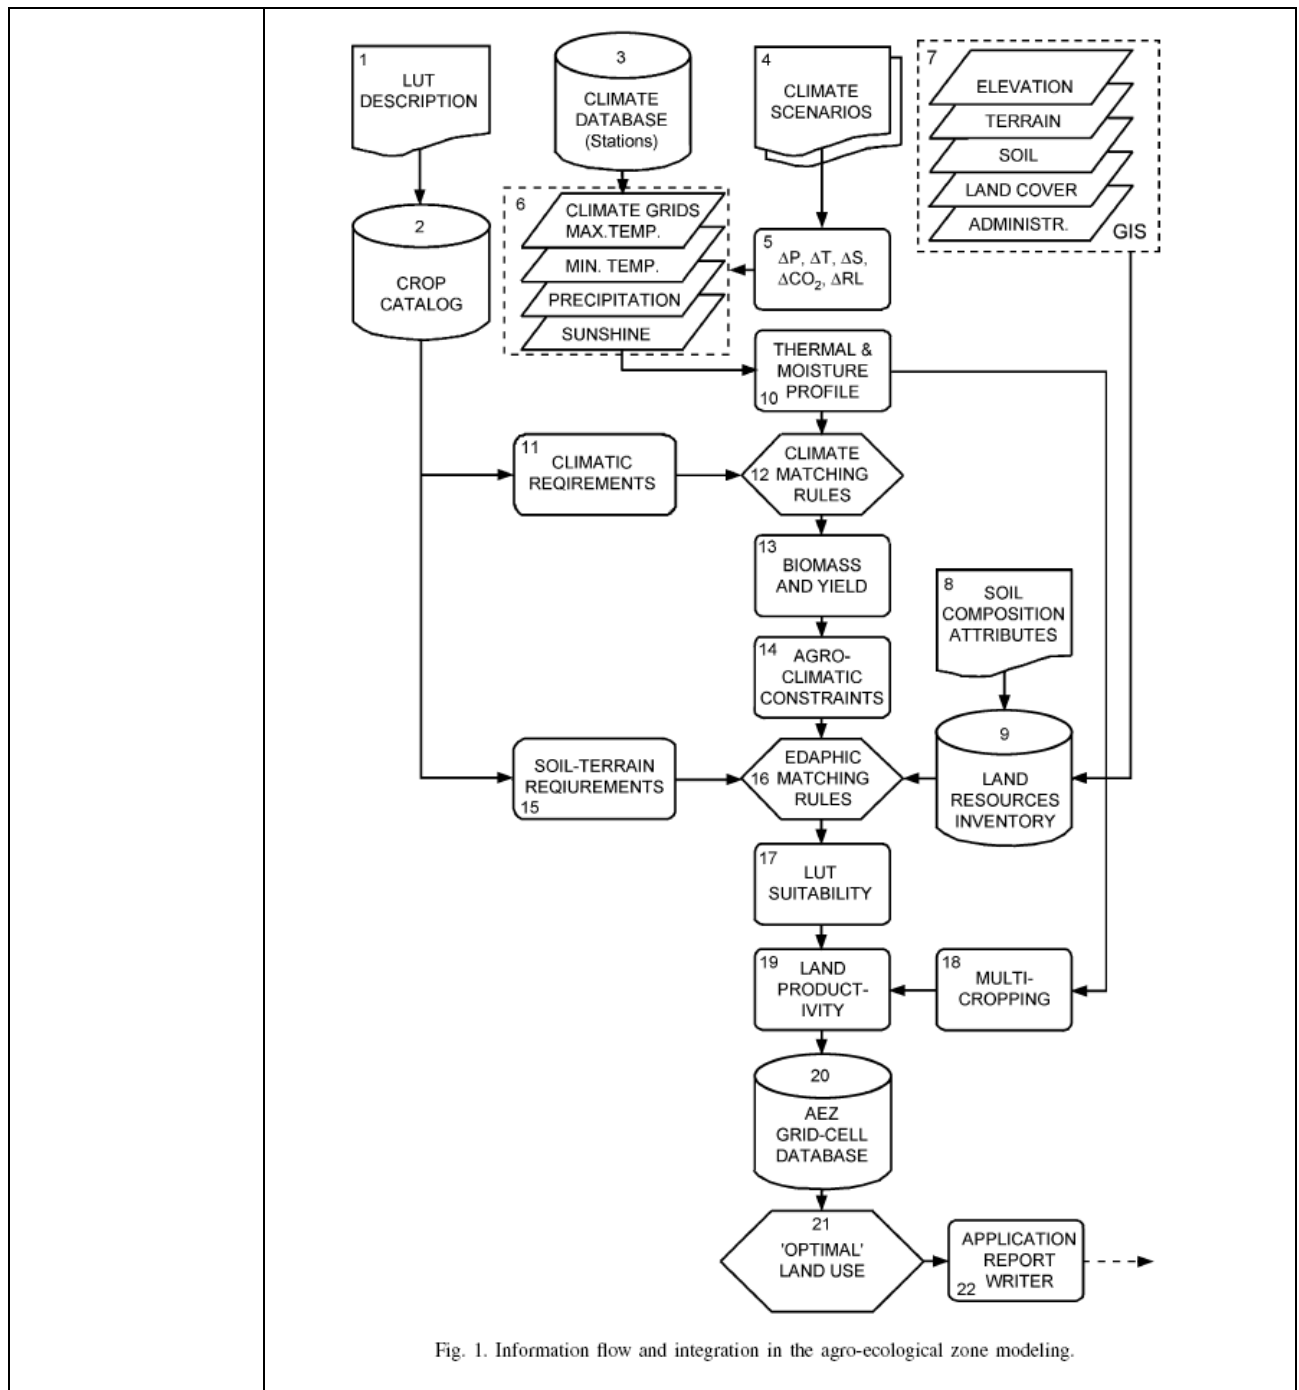 1
LUT
DESCRIPTION
3
CLIMATE
DATABASE
(Stations)
4
CLIMATE
SCENARIOS
7
ELEVATION
TERRAIN
SOIL
LAND COVER
ADMINISTR.
GIS
2
CROP
CATALOG
6
CLIMATE GRIDS
MAX.TEMP.
MIN. TEMP.
PRECIPITATION
SUNSHINE
5
ΔP, ΔT, ΔS,
ΔCO₂, ΔRL
THERMAL &
MOISTURE
10 PROFILE
11
CLIMATIC
REQIREMENTS
CLIMATE
12 MATCHING
RULES
13
BIOMASS
AND YIELD
8
SOIL
COMPOSITION
ATTRIBUTES
14
AGRO-
CLIMATIC
CONSTRAINTS
SOIL-TERRAIN
REQIUREMENTS
15
EDAPHIC
16 MATCHING
RULES
9
LAND
RESOURCES
INVENTORY
17
LUT
SUITABILITY
19
LAND
PRODUCT-
IVITY
18
MULTI-
CROPPING
20
AEZ
GRID-CELL
DATABASE
21
'OPTIMAL'
LAND USE
APPLICATION
REPORT
22 WRITER
Fig. 1. Information flow and integration in the agro-ecological zone modeling.